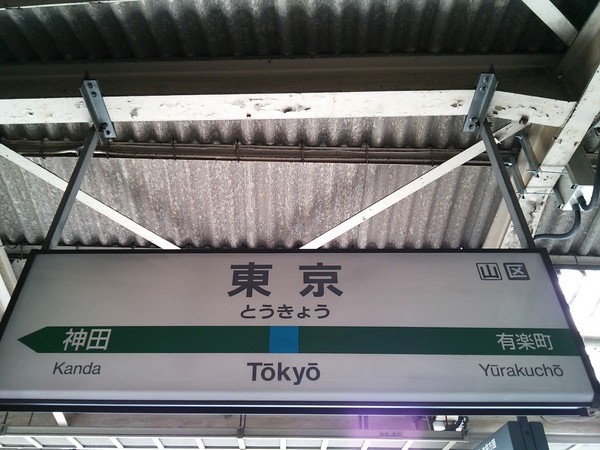 東京
山 区
とうきょう
神田
有楽町
Kanda
Tōkyō
Yūrakuchō